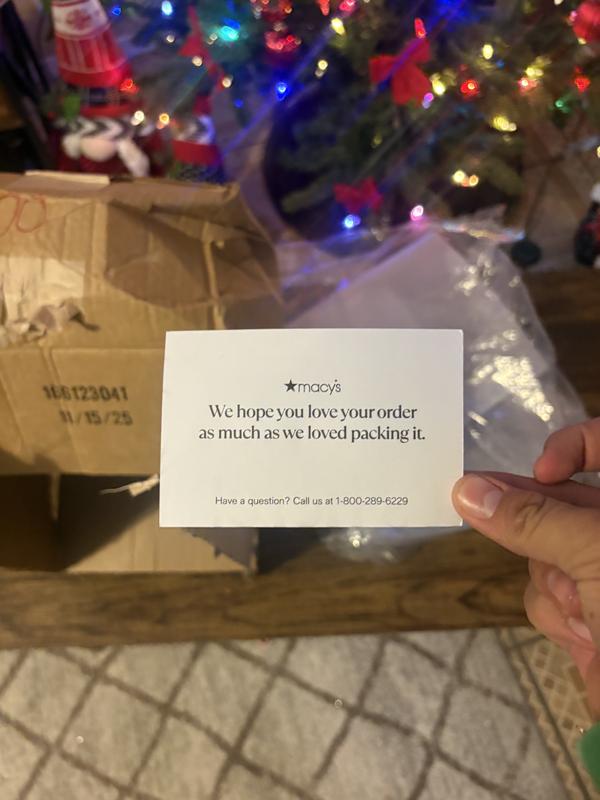 ★macy's
We hope you love your order
as much as we loved packing it.
Have a question? Call us at 1-800-289-6229
166123041
11/15/25